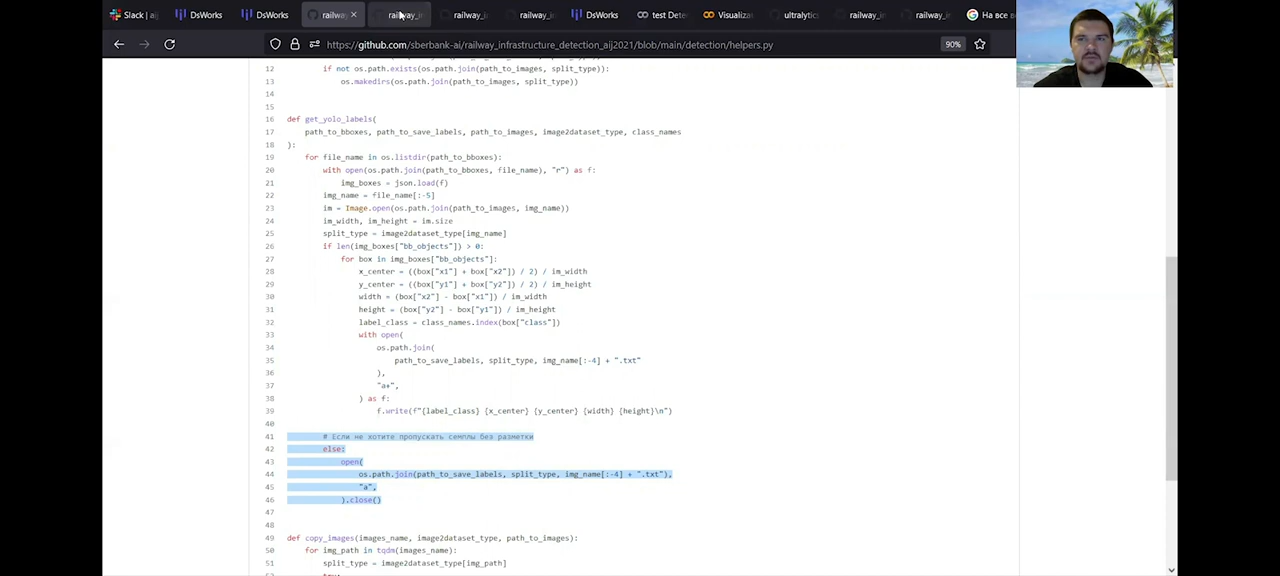 Slack | aij
DsWorks
DsWorks
railway
railway_i
railway_i
railway_in
DsWorks
test Dete
Visualiza
ultralytic
railway_i
railway_i
На все в
https://github.com/sberbank-ai/railway_infrastructure_detection_aij2021/blob/main/detection/helpers.py
90%
12 if not os.path.exists(os.path.join(path_to_images, split_type)):
13 os.makedirs(os.path.join(path_to_images, split_type))
14
15
16 def get_yolo_labels(
17 path_to_bboxes, path_to_save_labels, path_to_images, image2dataset_type, class_names
18 ):
19 for file_name in os.listdir(path_to_bboxes):
20 with open(os.path.join(path_to_bboxes, file_name), "r") as f:
21 img_boxes = json.load(f)
22 img_name = file_name[:-5]
23 im = Image.open(os.path.join(path_to_images, img_name))
24 im_width, im_height = im.size
25 split_type = image2dataset_type[img_name]
26 if len(img_boxes["bb_objects"]) > 0:
27 for box in img_boxes["bb_objects"]:
28 x_center = ((box["x1"] + box["x2"]) / 2) / im_width
29 y_center = ((box["y1"] + box["y2"]) / 2) / im_height
30 width = (box["x2"] - box["x1"]) / im_width
31 height = (box["y2"] - box["y1"]) / im_height
32 label_class = class_names.index(box["class"])
33 with open(
34 os.path.join(
35 path_to_save_labels, split_type, img_name[:-4] + ".txt"
36 ),
37 "a+",
38 ) as f:
39 f.write(f"{label_class} {x_center} {y_center} {width} {height}\n")
40
41 # Если не хотите пропускать семплы без разметки
42 else:
43 open(
44 os.path.join(path_to_save_labels, split_type, img_name[:-4] + ".txt"),
45 "a",
46 ).close()
47
48
49 def copy_images(images_name, image2dataset_type, path_to_images):
50 for img_path in tqdm(images_name):
51 split_type = image2dataset_type[img_path]